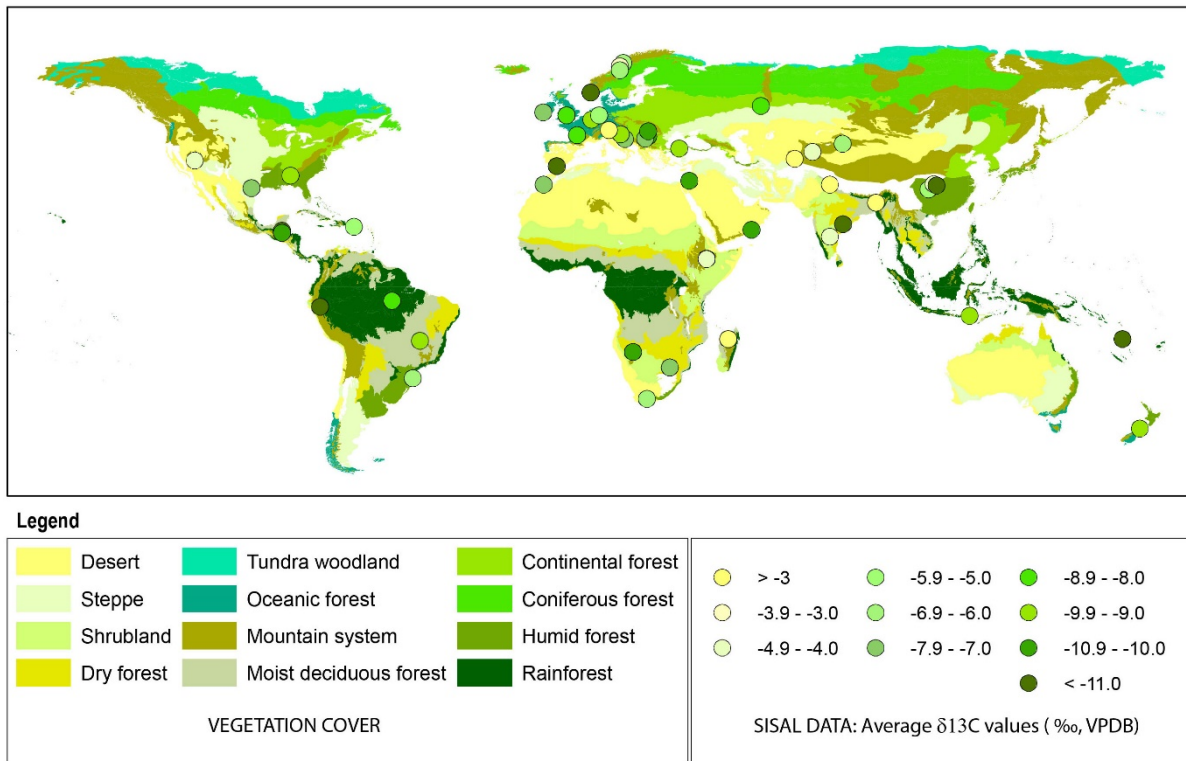 Legend
Desert
Steppe
Shrubland
Dry forest
Tundra woodland
Oceanic forest
Mountain system
Moist deciduous forest
Continental forest
Coniferous forest
Humid forest
Rainforest
VEGETATION COVER
> -3
-3.9 - -3.0
-4.9 - -4.0
-5.9 - -5.0
-6.9 - -6.0
-7.9 - -7.0
-8.9 - -8.0
-9.9 - -9.0
-10.9 - -10.0
< -11.0
SISAL DATA: Average δ13C values ( ‰, VPDB)